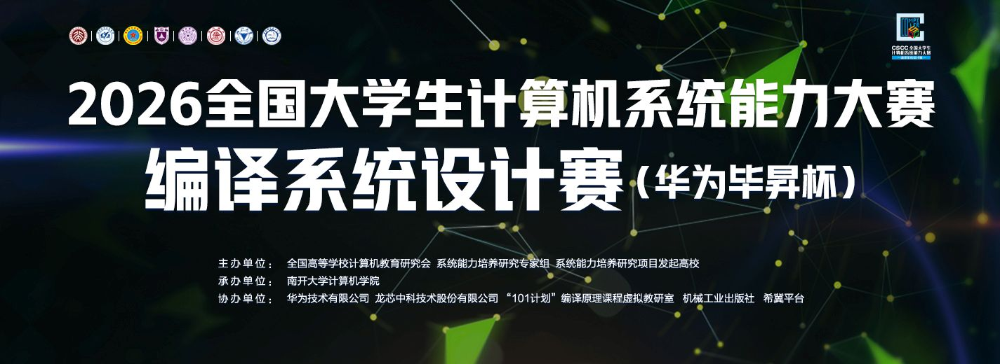 COMPILER
CSCC 全国大学生
计算机系统能力大赛
2026全国大学生计算机系统能力大赛
编译系统设计赛（华为毕昇杯）
主办单位： 全国高等学校计算机教育研究会 系统能力培养研究专家组 系统能力培养研究项目发起高校
承办单位： 南开大学计算机学院
协办单位： 华为技术有限公司 龙芯中科技术股份有限公司 “101计划”编译原理课程虚拟教研室 机械工业出版社 希冀平台